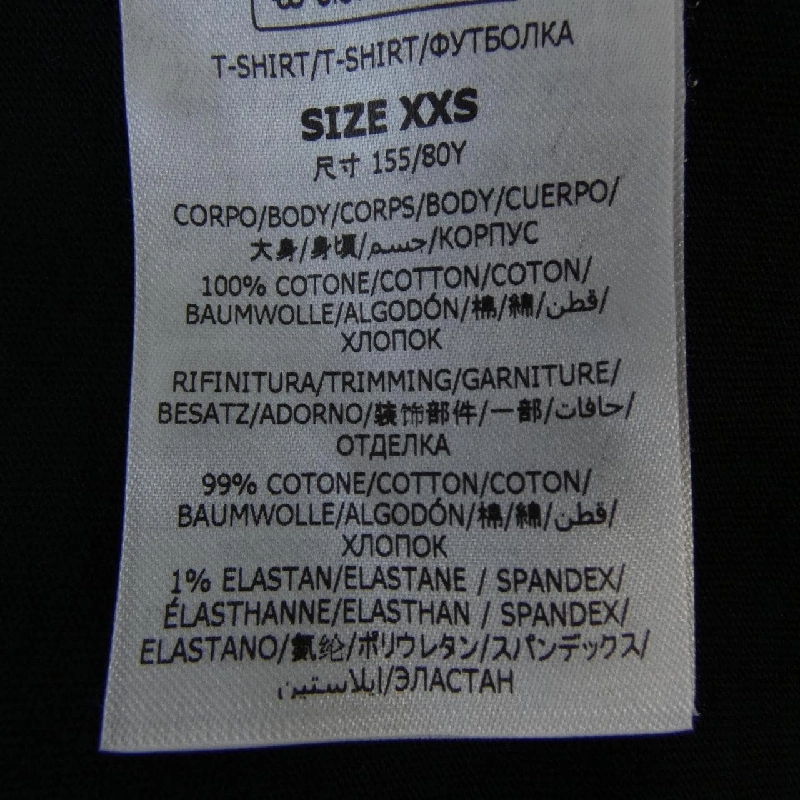 T-SHIRT/T-SHIRT/ФУТБОЛКА
SIZE XXS
尺寸 155/80Y
CORPO/BODY/CORPS/BODY/CUERPO/
大身/身頃/جسم/КОРПУС
100% COTONE/COTTON/COTON/
BAUMWOLLE/ALGODÓN/棉/綿/قطن/
ХЛОПОК
RIFINITURA/TRIMMING/GARNITURE/
BESATZ/ADORNO/装饰部件/一部/حافات/
ОТДЕЛКА
99% COTONE/COTTON/COTON/
BAUMWOLLE/ALGODÓN/棉/綿/قطن/
ХЛОПОК
1% ELASTAN/ELASTANE / SPANDEX/
ÉLASTHANNE/ELASTHAN / SPANDEX/
ELASTANO/氨纶/ポリウレタン/スパンデックス/
ايلاستين/ЭЛАСТАН